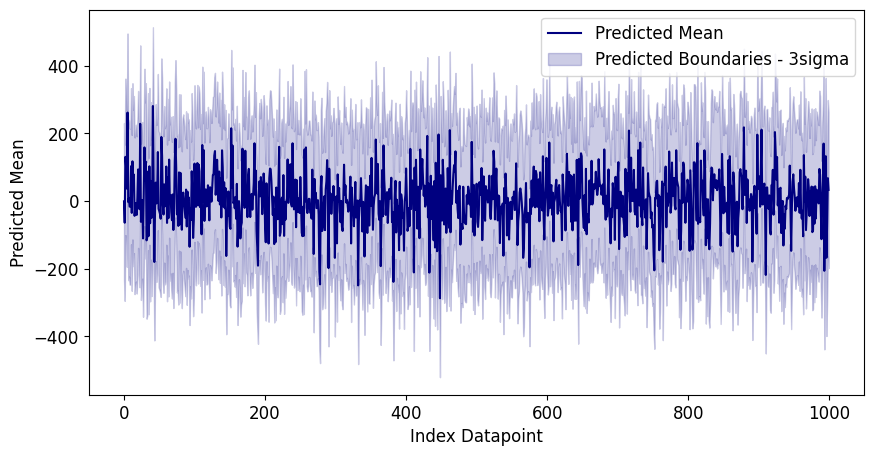 Predicted Mean
Predicted Boundaries - 3sigma
Predicted Mean
400
200
0
−200
−400
0
200
400
600
800
1000
Index Datapoint